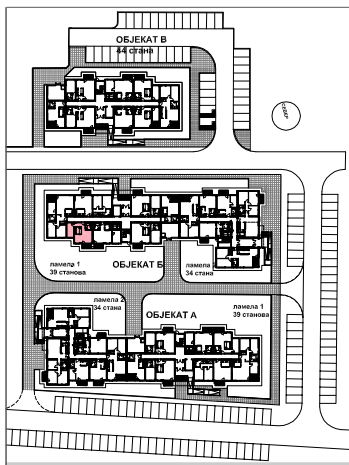 ОБЈЕКАТ В
44 стана
СЕВЕР
ламела 1
39 станова
ОБЈЕКАТ Б
ламела
34 стана
ламела 2
34 стана
ОБЈЕКАТ А
ламела 1
39 станова